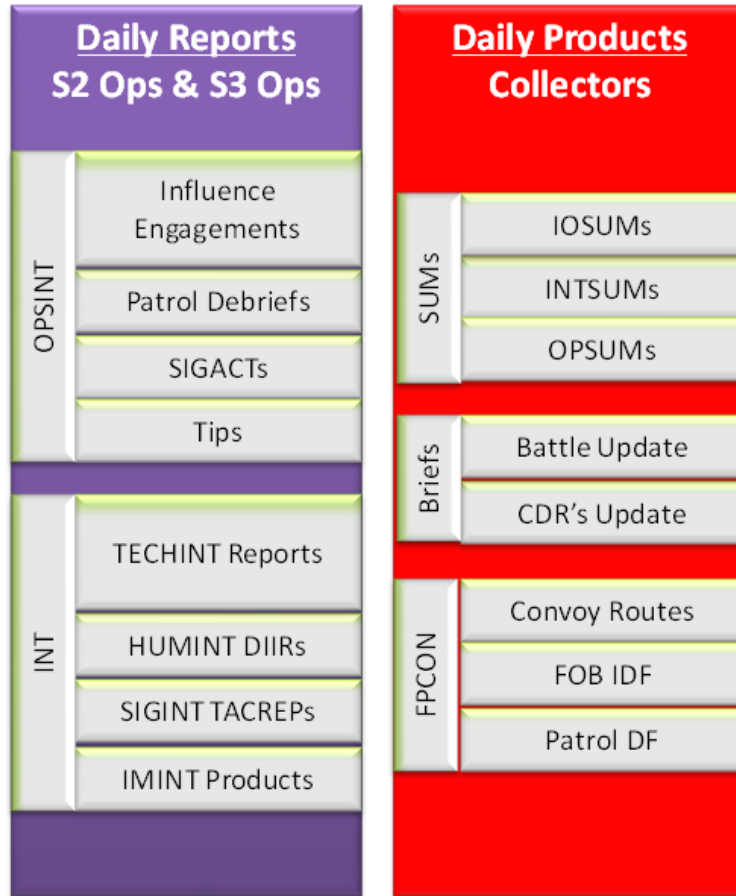 Daily Reports
S2 Ops & S3 Ops
OPSINT
Influence
Engagements
Patrol Debriefs
SIGACTs
Tips
INT
TECHINT Reports
HUMINT DIIRs
SIGINT TACREPs
IMINT Products
Daily Products
Collectors
SUMs
IOSUMs
INTSUMs
OPSUMs
Briefs
Battle Update
CDR's Update
FPCON
Convoy Routes
FOB IDF
Patrol DF